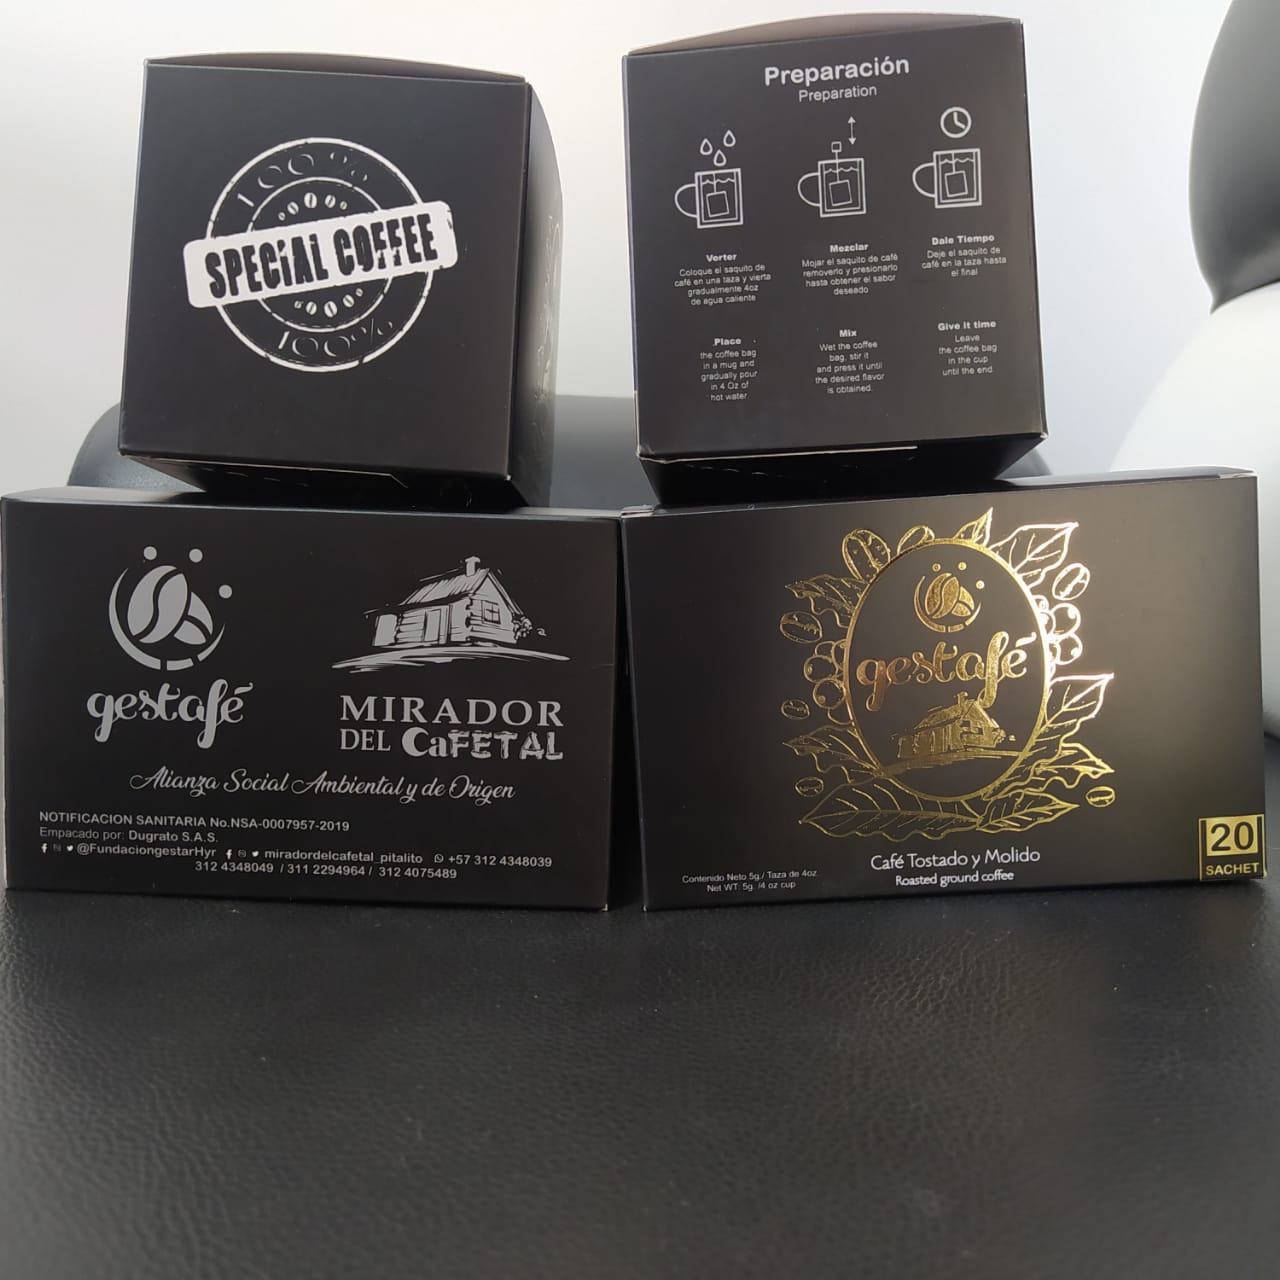 100%
SPECIAL COFFEE
100%
Preparación
Preparation
Verter
Coloque el saquito de
café en una taza y vierta
gradualmente 4oz
de agua caliente
Mezclar
Mojar el saquito de café
removerlo y presionarlo
hasta obtener el sabor
deseado
Dale Tiempo
Deje el saquito de
café en la taza hasta
el final
Place
the coffee bag
in a mug and
gradually pour
in 4 Oz of
hot water
Mix
Wet the coffee
bag, stir it
and press it until
the desired flavor
is obtained.
Give it time
Leave
the coffee bag
in the cup
until the end.
gestafé
MIRADOR
DEL CaFETAL
Alianza Social Ambiental y de Origen
NOTIFICACION SANITARIA No.NSA-0007957-2019
Empacado por: Dugrato S.A.S.
@FundaciongestarHyr miradordelcafetal_pitalito +57 312 4348039
312 4348049 / 311 2294964 / 312 4075489
gestafé
Café Tostado y Molido
Roasted ground coffee
Contenido Neto 5g./ Taza de 4oz
Net WT: 5g. /4 oz cup
20
SACHET